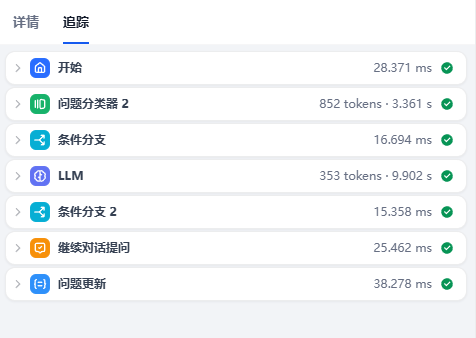 详情 追踪
开始 28.371 ms
问题分类器 2 852 tokens · 3.361 s
条件分支 16.694 ms
LLM 353 tokens · 9.902 s
条件分支 2 15.358 ms
继续对话提问 25.462 ms
问题更新 38.278 ms